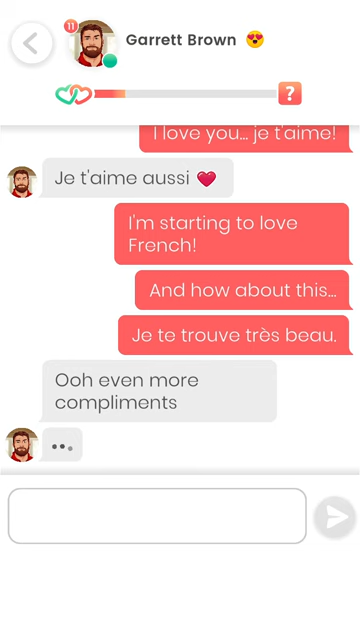 11
Garrett Brown 😍
?
I love you... je t'aime!
Je t'aime aussi ❤️
I'm starting to love
French!
And how about this...
Je te trouve très beau.
Ooh even more
compliments